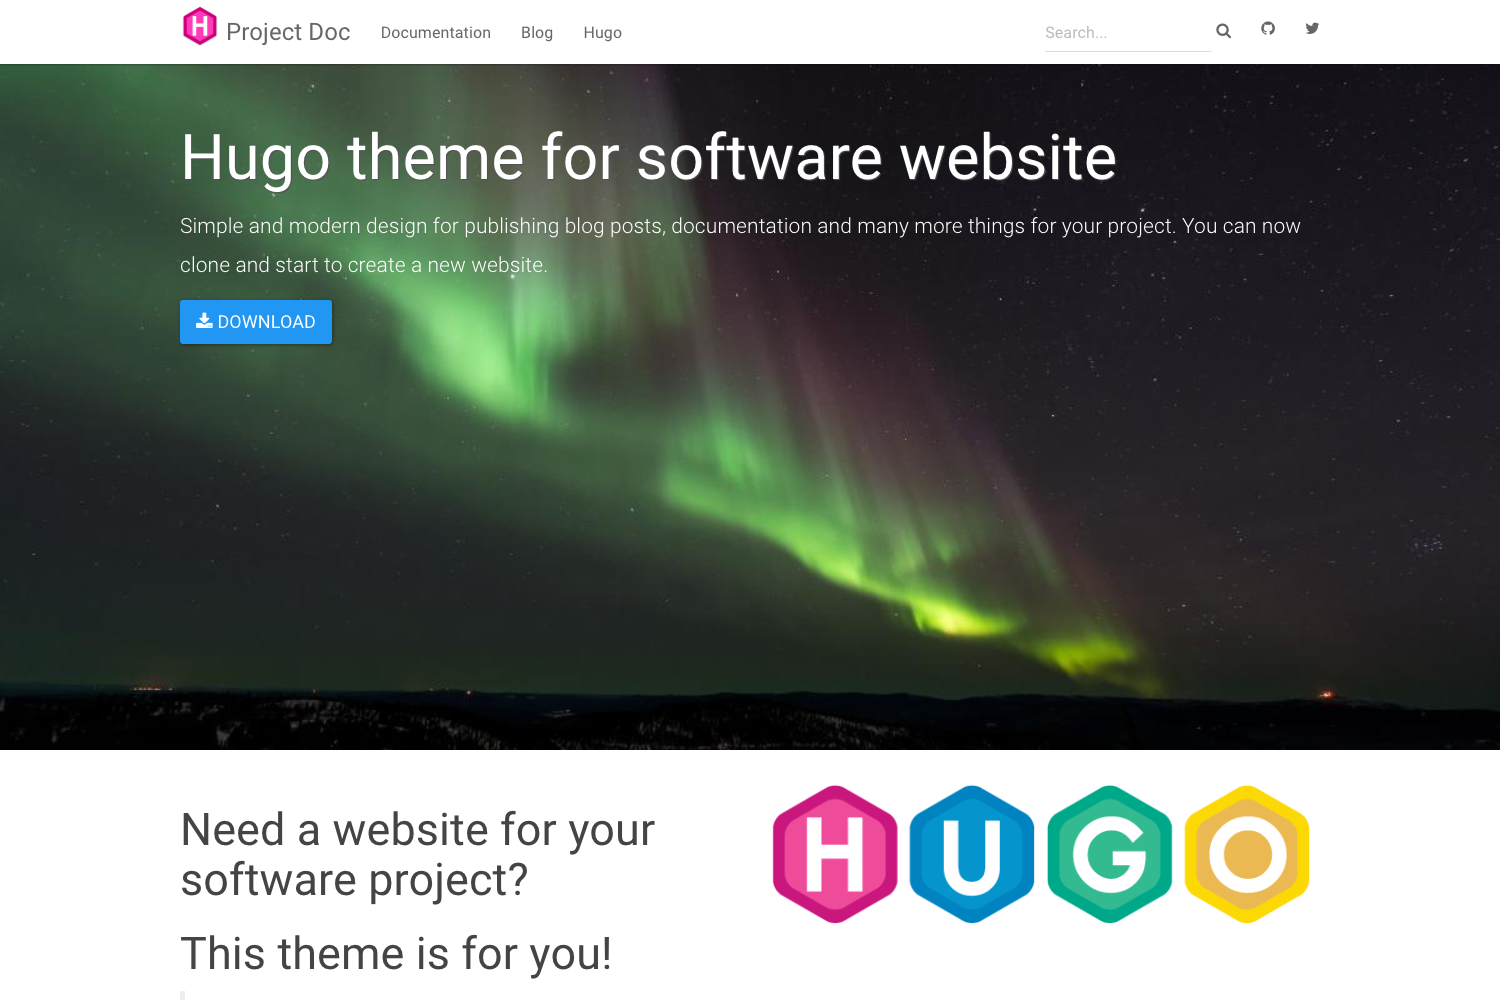 H Project Doc Documentation Blog Hugo Search...
Hugo theme for software website
Simple and modern design for publishing blog posts, documentation and many more things for your project. You can now
clone and start to create a new website.
DOWNLOAD
Need a website for your
software project?
This theme is for you!
HUGO